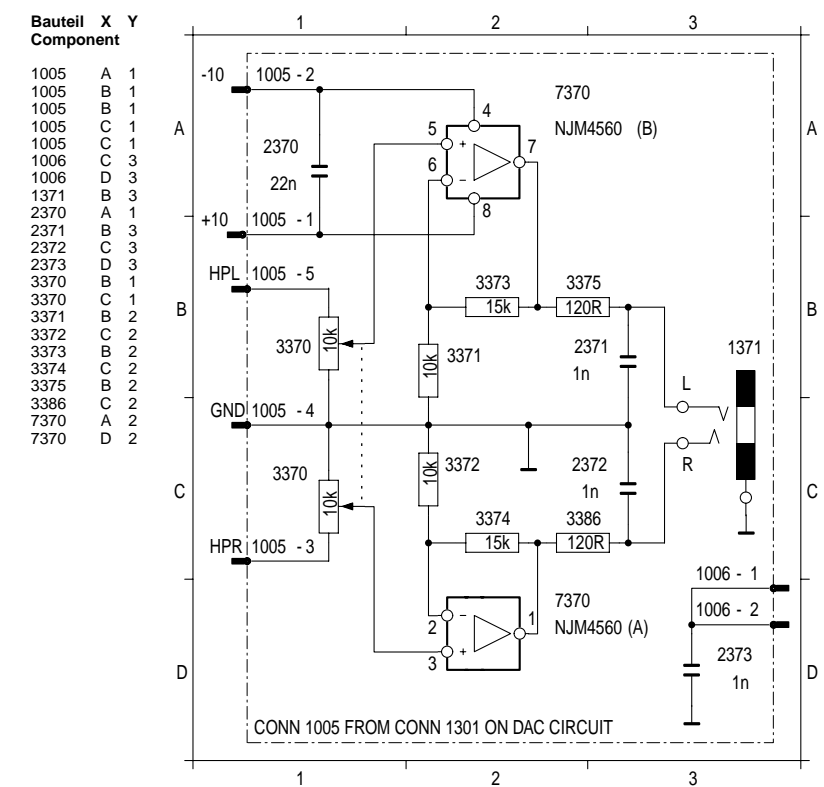 Bauteil X Y
Component
1005 A 1
1005 B 1
1005 B 1
1005 C 1
1005 C 1
1006 C 3
1006 D 3
1371 B 3
2370 A 1
2371 B 3
2372 C 3
2373 D 3
3370 B 1
3370 C 1
3371 B 2
3372 C 2
3373 B 2
3374 C 2
3375 B 2
3386 C 2
7370 A 2
7370 D 2
1 2 3
-10 1005 - 2
7370
NJM4560 (B)
4
A
5 + 7
A
2370
6 −
22n
8
+10 1005 - 1
HPL 1005 - 5
3373 3375
15k 120R
B
B
3370 10k
10k 3371
2371
1n
1371
L
GND 1005 - 4
R
3370 10k
10k 3372
2372
1n
C
C
3374 3386
15k 120R
HPR 1005 - 3
1006 - 1
7370
NJM4560 (A)
1006 - 2
2 − 1
3 +
2373
1n
D
D
CONN 1005 FROM CONN 1301 ON DAC CIRCUIT
1 2 3